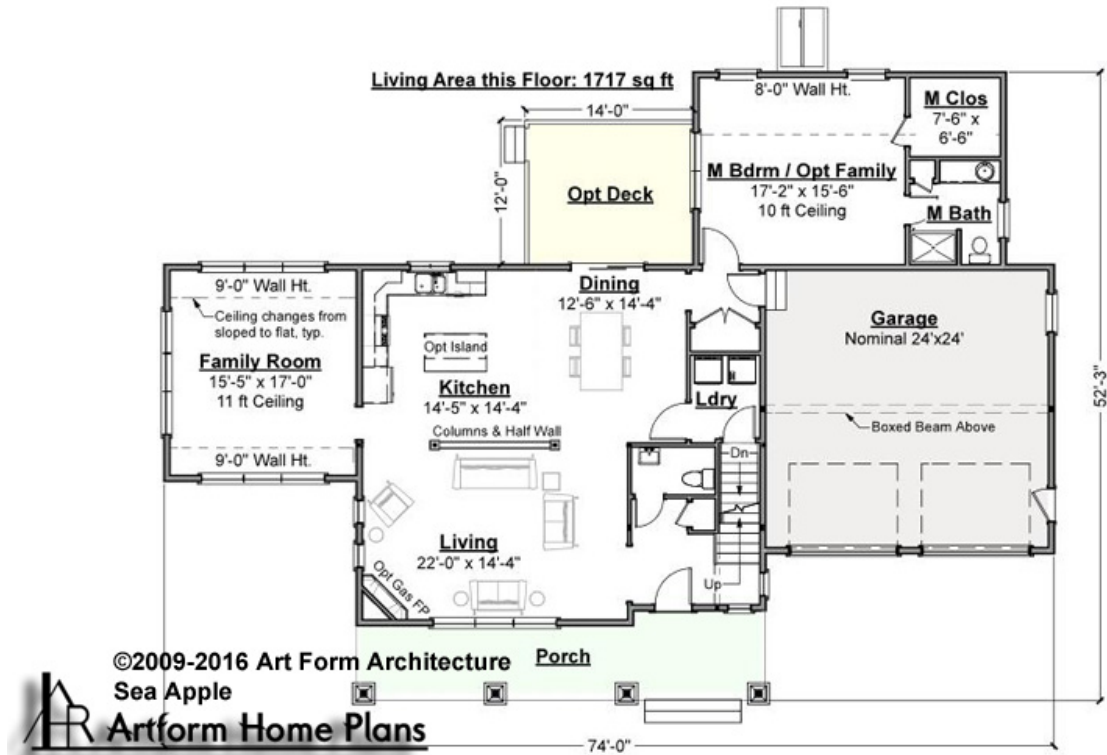 Living Area this Floor: 1717 sq ft
14'-0"
12'-0"
Opt Deck
8'-0" Wall Ht.
M Clos
7'-6" x
6'-6"
M Bdrm / Opt Family
17'-2" x 15'-6"
10 ft Ceiling
M Bath
9'-0" Wall Ht.
Ceiling changes from
sloped to flat, typ.
Family Room
15'-5" x 17'-0"
11 ft Ceiling
9'-0" Wall Ht.
Dining
12'-6" x 14'-4"
Opt Island
Kitchen
14'-5" x 14'-4"
Columns & Half Wall
Ldry
Garage
Nominal 24'x24'
Boxed Beam Above
52'-3"
Dn
Living
22'-0" x 14'-4"
Opt Gas FP
Up
Porch
©2009-2016 Art Form Architecture
Sea Apple
Artform Home Plans
74'-0"